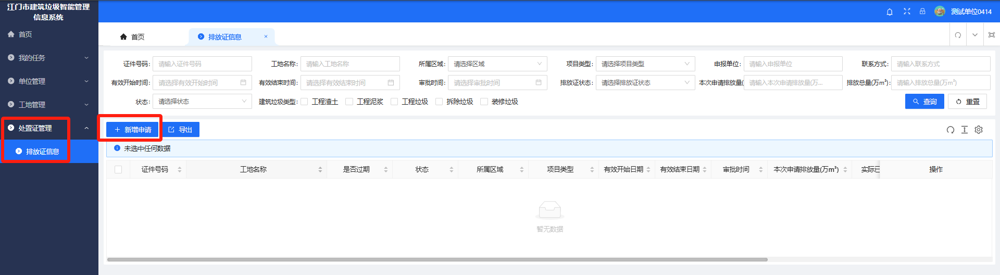 江门市建筑垃圾智能管理
信息系统
测试单位0414
首页
我的任务
单位管理
工地管理
处置证管理
排放证信息
首页
排放证信息
证件号码: 请输入证件号码
工地名称: 请输入工地名称
所属区域: 请选择区域
项目类型: 请选择项目类型
申报单位: 请输入申报单位
联系方式: 请输入联系方式
有效开始时间: 请选择有效开始时间
有效结束时间: 请选择有效结束时间
审批时间: 请选择审批时间
排放证状态: 请选择排放证状态
本次申请排放量( 请输入本次申请排放量(万...
排放总量(万m³): 请输入排放总量(万m³)
状态: 请选择状态
建筑垃圾类型: 工程渣土 工程泥浆 工程垃圾 拆除垃圾 装修垃圾
查询 重置
新增申请 导出
未选中任何数据
证件号码 工地名称 是否过期 状态 所属区域 项目类型 有效开始日期 有效结束日期 审批时间 本次申请排放量(万m³) 实际已 操作
暂无数据